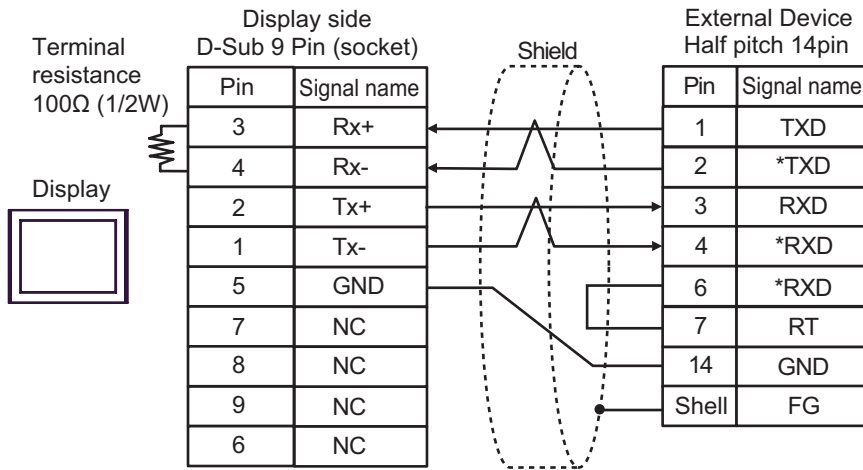 Display side
D-Sub 9 Pin (socket)
External Device
Half pitch 14pin
Terminal
resistance
100Ω (1/2W)
Shield
Display
Pin Signal name
3 Rx+
4 Rx-
2 Tx+
1 Tx-
5 GND
7 NC
8 NC
9 NC
6 NC
Pin Signal name
1 TXD
2 *TXD
3 RXD
4 *RXD
6 *RXD
7 RT
14 GND
Shell FG